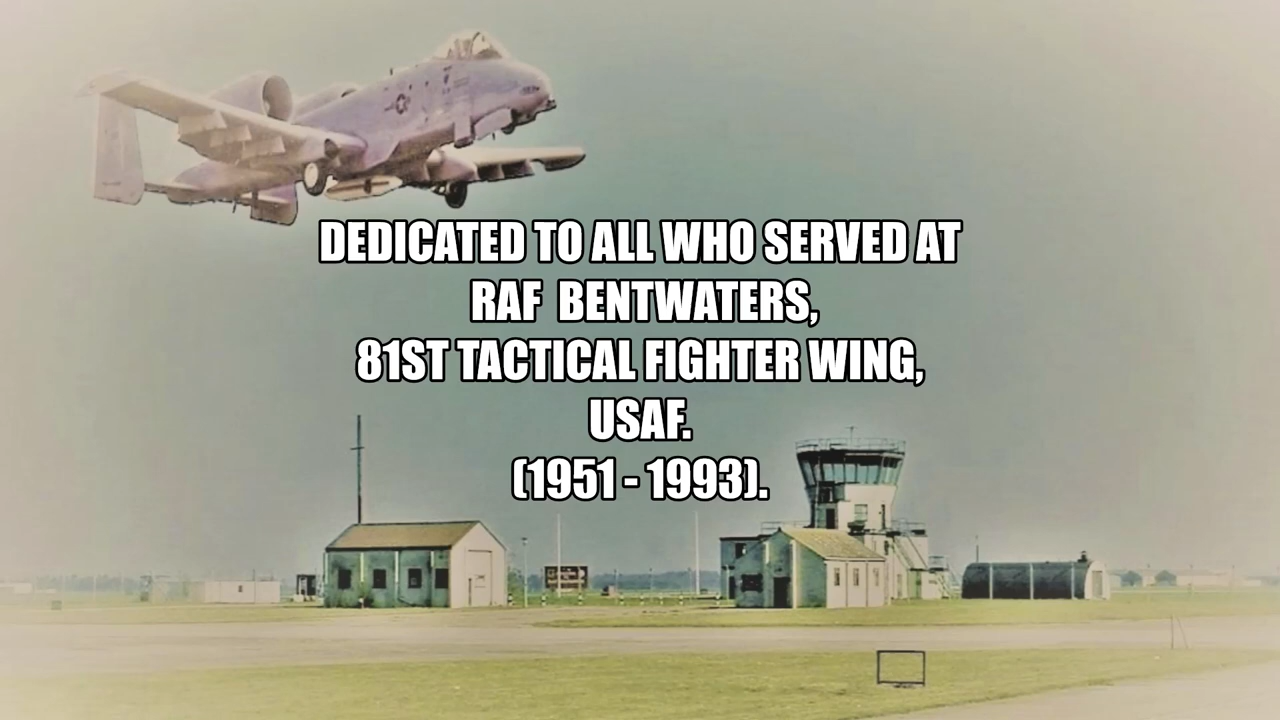 DEDICATED TO ALL WHO SERVED AT
RAF BENTWATERS,
81ST TACTICAL FIGHTER WING,
USAF.
(1951 - 1993).